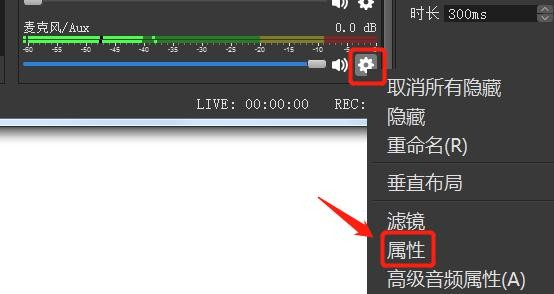 麦克风/Aux 0.0 dB
-60 -55 -50 -45 -40 -35 -30 -25 -20 -15 -10 -5 0
时长 300ms
LIVE: 00:00:00 REC:
取消所有隐藏
隐藏
重命名(R)
垂直布局
滤镜
属性
高级音频属性(A)